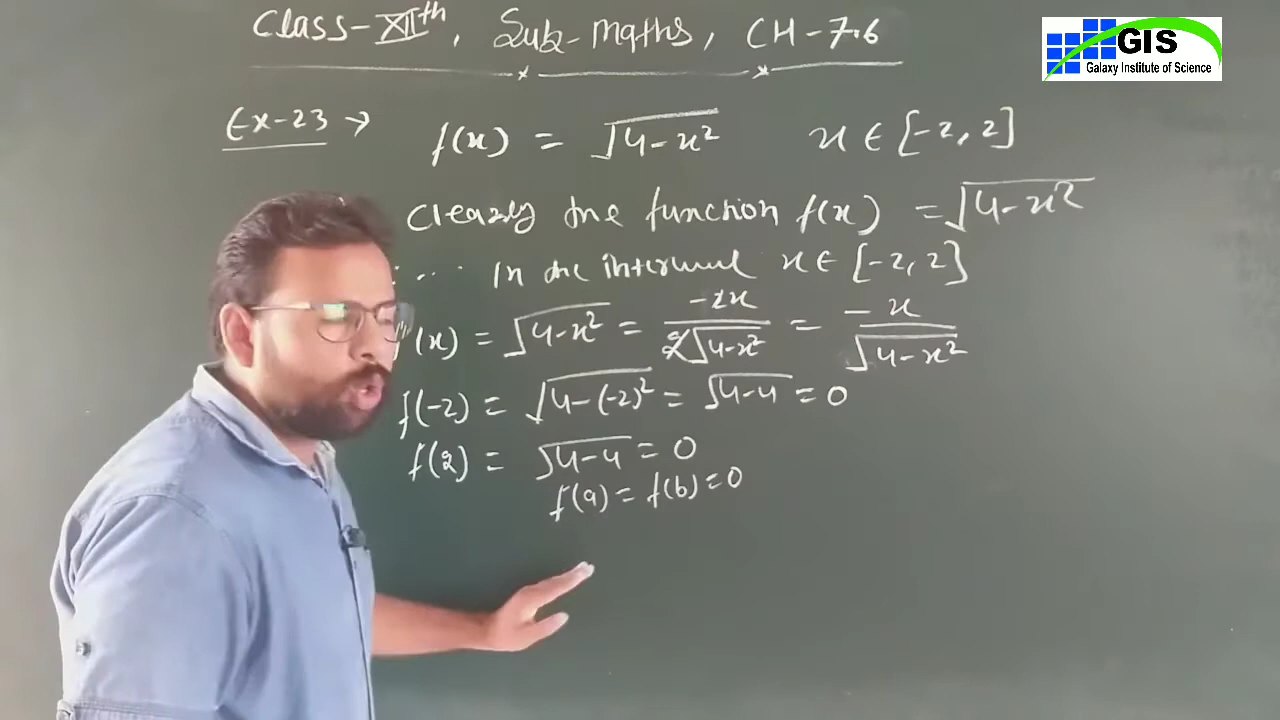 Class-XIIth, Sub-Maths, CH-7.6
GIS
Galaxy Institute of Science
Ex-23 → f(x) = √4-x² x ∈ [-2, 2]
Clearly the function f(x) = √4-x²
in the interval x ∈ [-2, 2]
f'(x) = √4-x² = -2x/2√4-x² = -x/√4-x²
f(-2) = √4-(-2)² = √4-4 = 0
f(2) = √4-4 = 0
f(a) = f(b) = 0